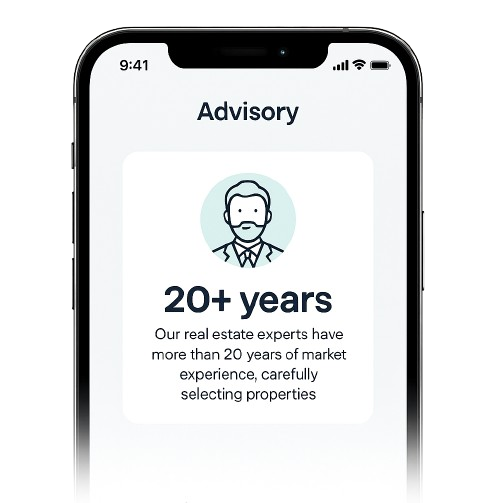 9:41
Advisory
20+ years
Our real estate experts have
more than 20 years of market
experience, carefully
selecting properties